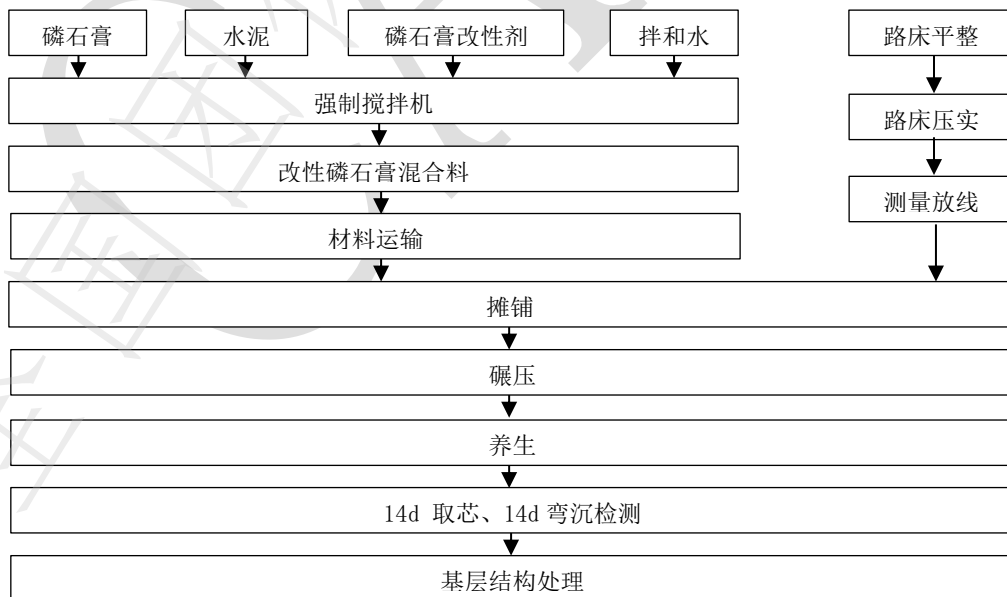 磷石膏
水泥
磷石膏改性剂
拌和水
路床平整
强制搅拌机
路床压实
改性磷石膏混合料
测量放线
材料运输
摊铺
碾压
养生
14d 取芯、14d 弯沉检测
基层结构处理